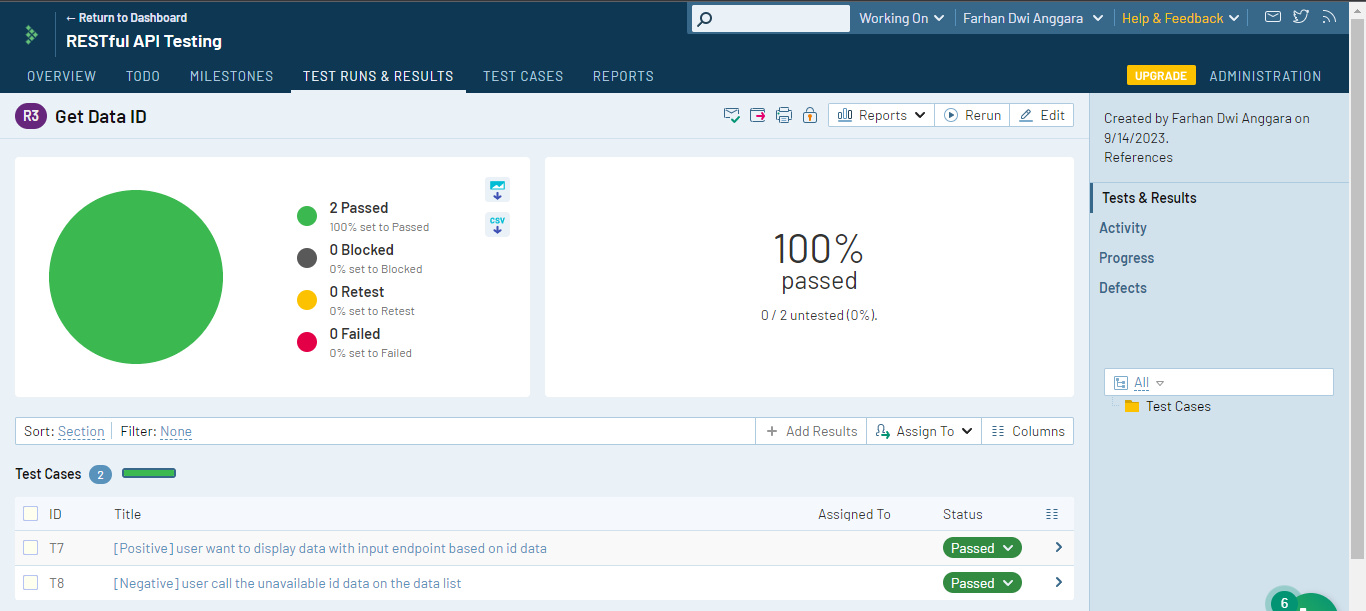 ← Return to Dashboard
RESTful API Testing
Working On
Farhan Dwi Anggara
Help & Feedback
OVERVIEW
TODO
MILESTONES
TEST RUNS & RESULTS
TEST CASES
REPORTS
UPGRADE
ADMINISTRATION
R3
Get Data ID
Reports
Rerun
Edit
2 Passed
100% set to Passed
0 Blocked
0% set to Blocked
0 Retest
0% set to Retest
0 Failed
0% set to Failed
CSV
100%
passed
0 / 2 untested (0%).
Sort: Section
Filter: None
+ Add Results
Assign To
Columns
Test Cases 2
ID Title Assigned To Status
T7 [Positive] user want to display data with input endpoint based on id data Passed
T8 [Negative] user call the unavailable id data on the data list Passed
Created by Farhan Dwi Anggara on
9/14/2023.
References
Tests & Results
Activity
Progress
Defects
All
Test Cases
6